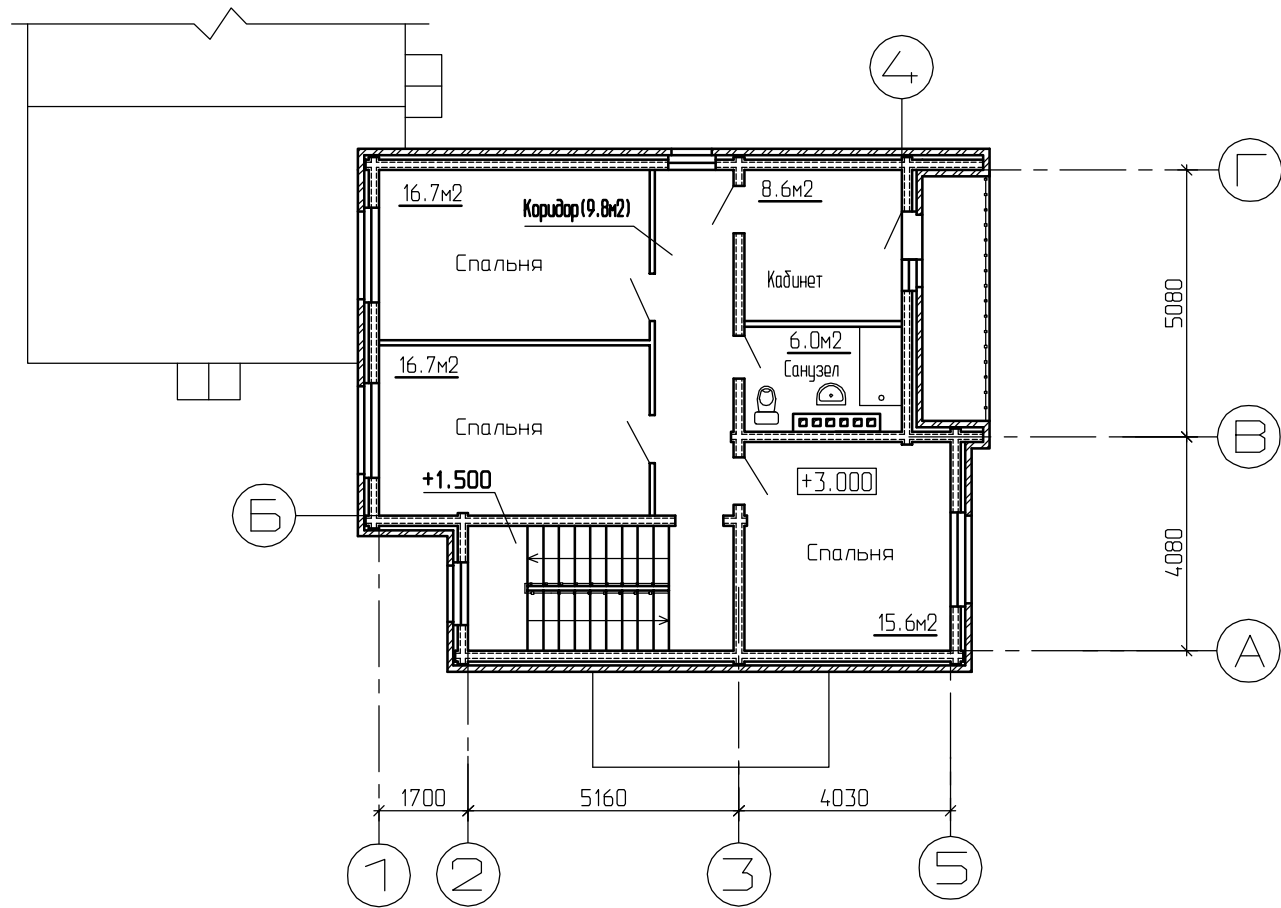 4
Г
16.7м2
8.6м2
Коридор(9.8м2)
Спальня
Кабинет
5080
6.0м2
Санузел
16.7м2
Спальня
В
+1.500
+3.000
Б
Спальня
4080
15.6м2
А
1700
5160
4030
1
2
3
5